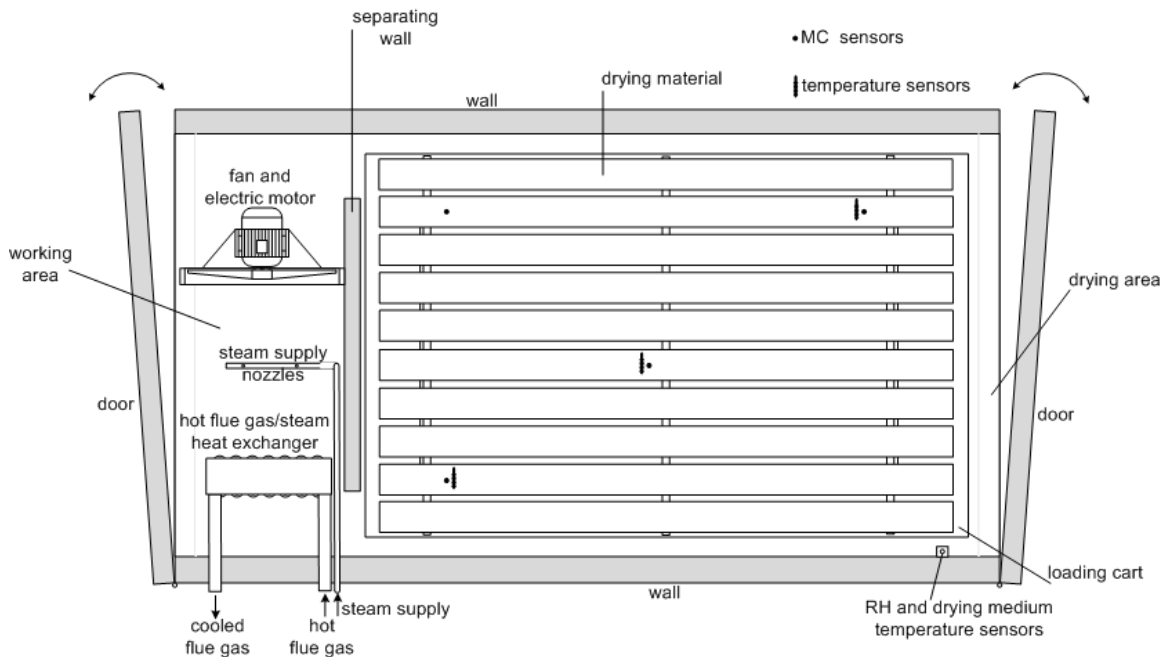 separating
wall
MC sensors
temperature sensors
drying material
wall
fan and
electric motor
working
area
drying area
steam supply
nozzles
door
door
hot flue gas/steam
heat exchanger
loading cart
steam supply
wall
RH and drying medium
temperature sensors
cooled
flue gas
hot
flue gas